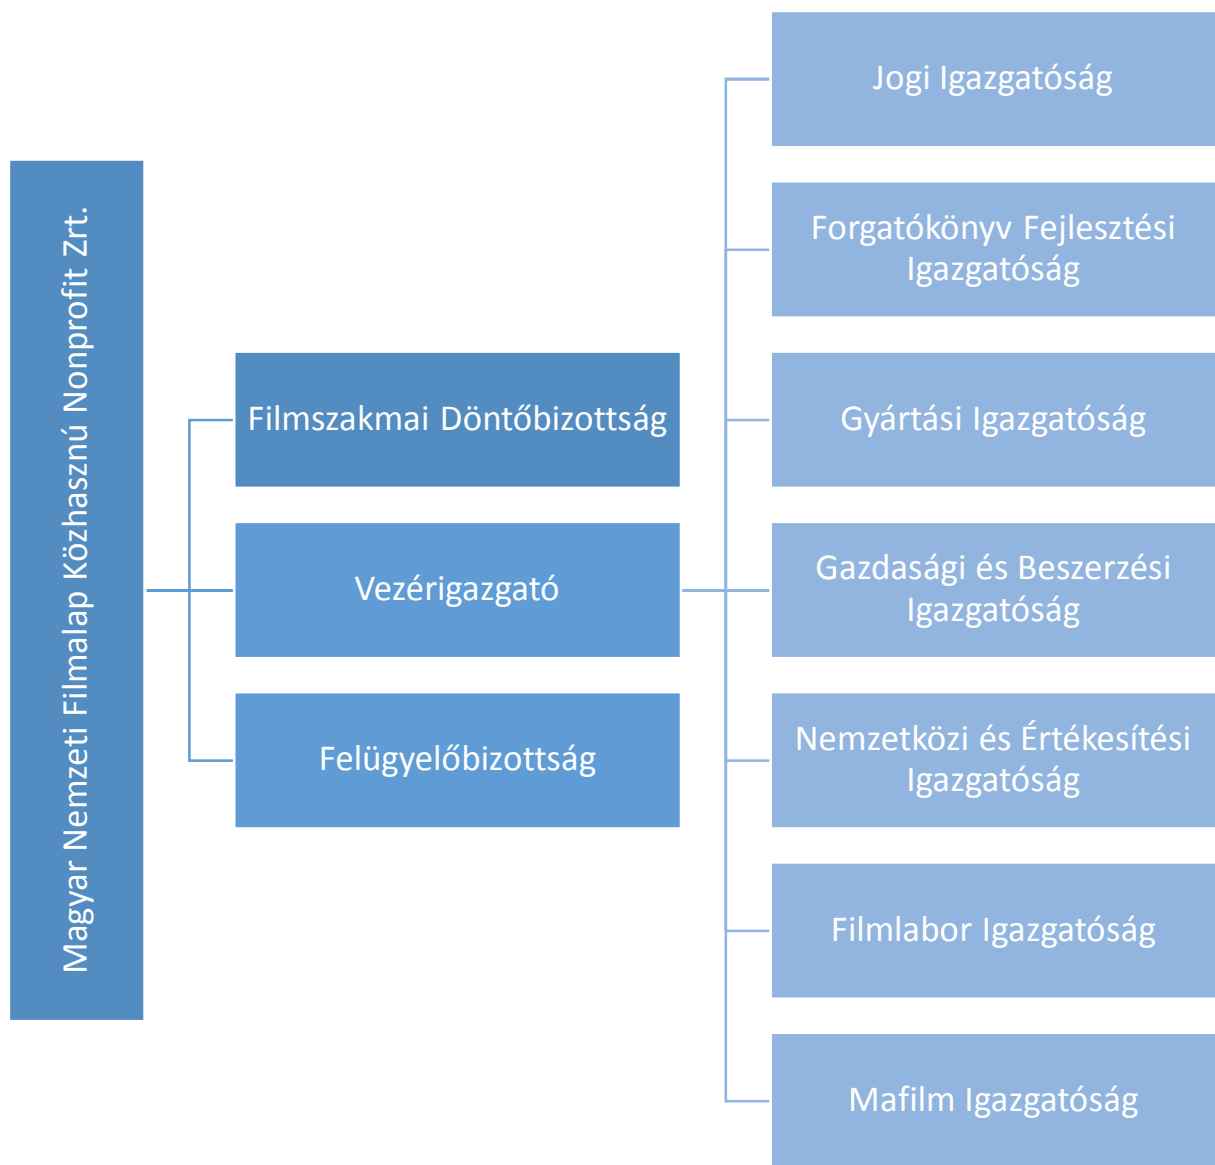 Magyar Nemzeti Filmalap Közhasznú Nonprofit Zrt.
Filmszakmai Döntőbizottság
Vezérigazgató
Felügyelőbizottság
Jogi Igazgatóság
Forgatókönyv Fejlesztési
Igazgatóság
Gyártási Igazgatóság
Gazdasági és Beszerzési
Igazgatóság
Nemzetközi és Értékesítési
Igazgatóság
Filmlabor Igazgatóság
Mafilm Igazgatóság